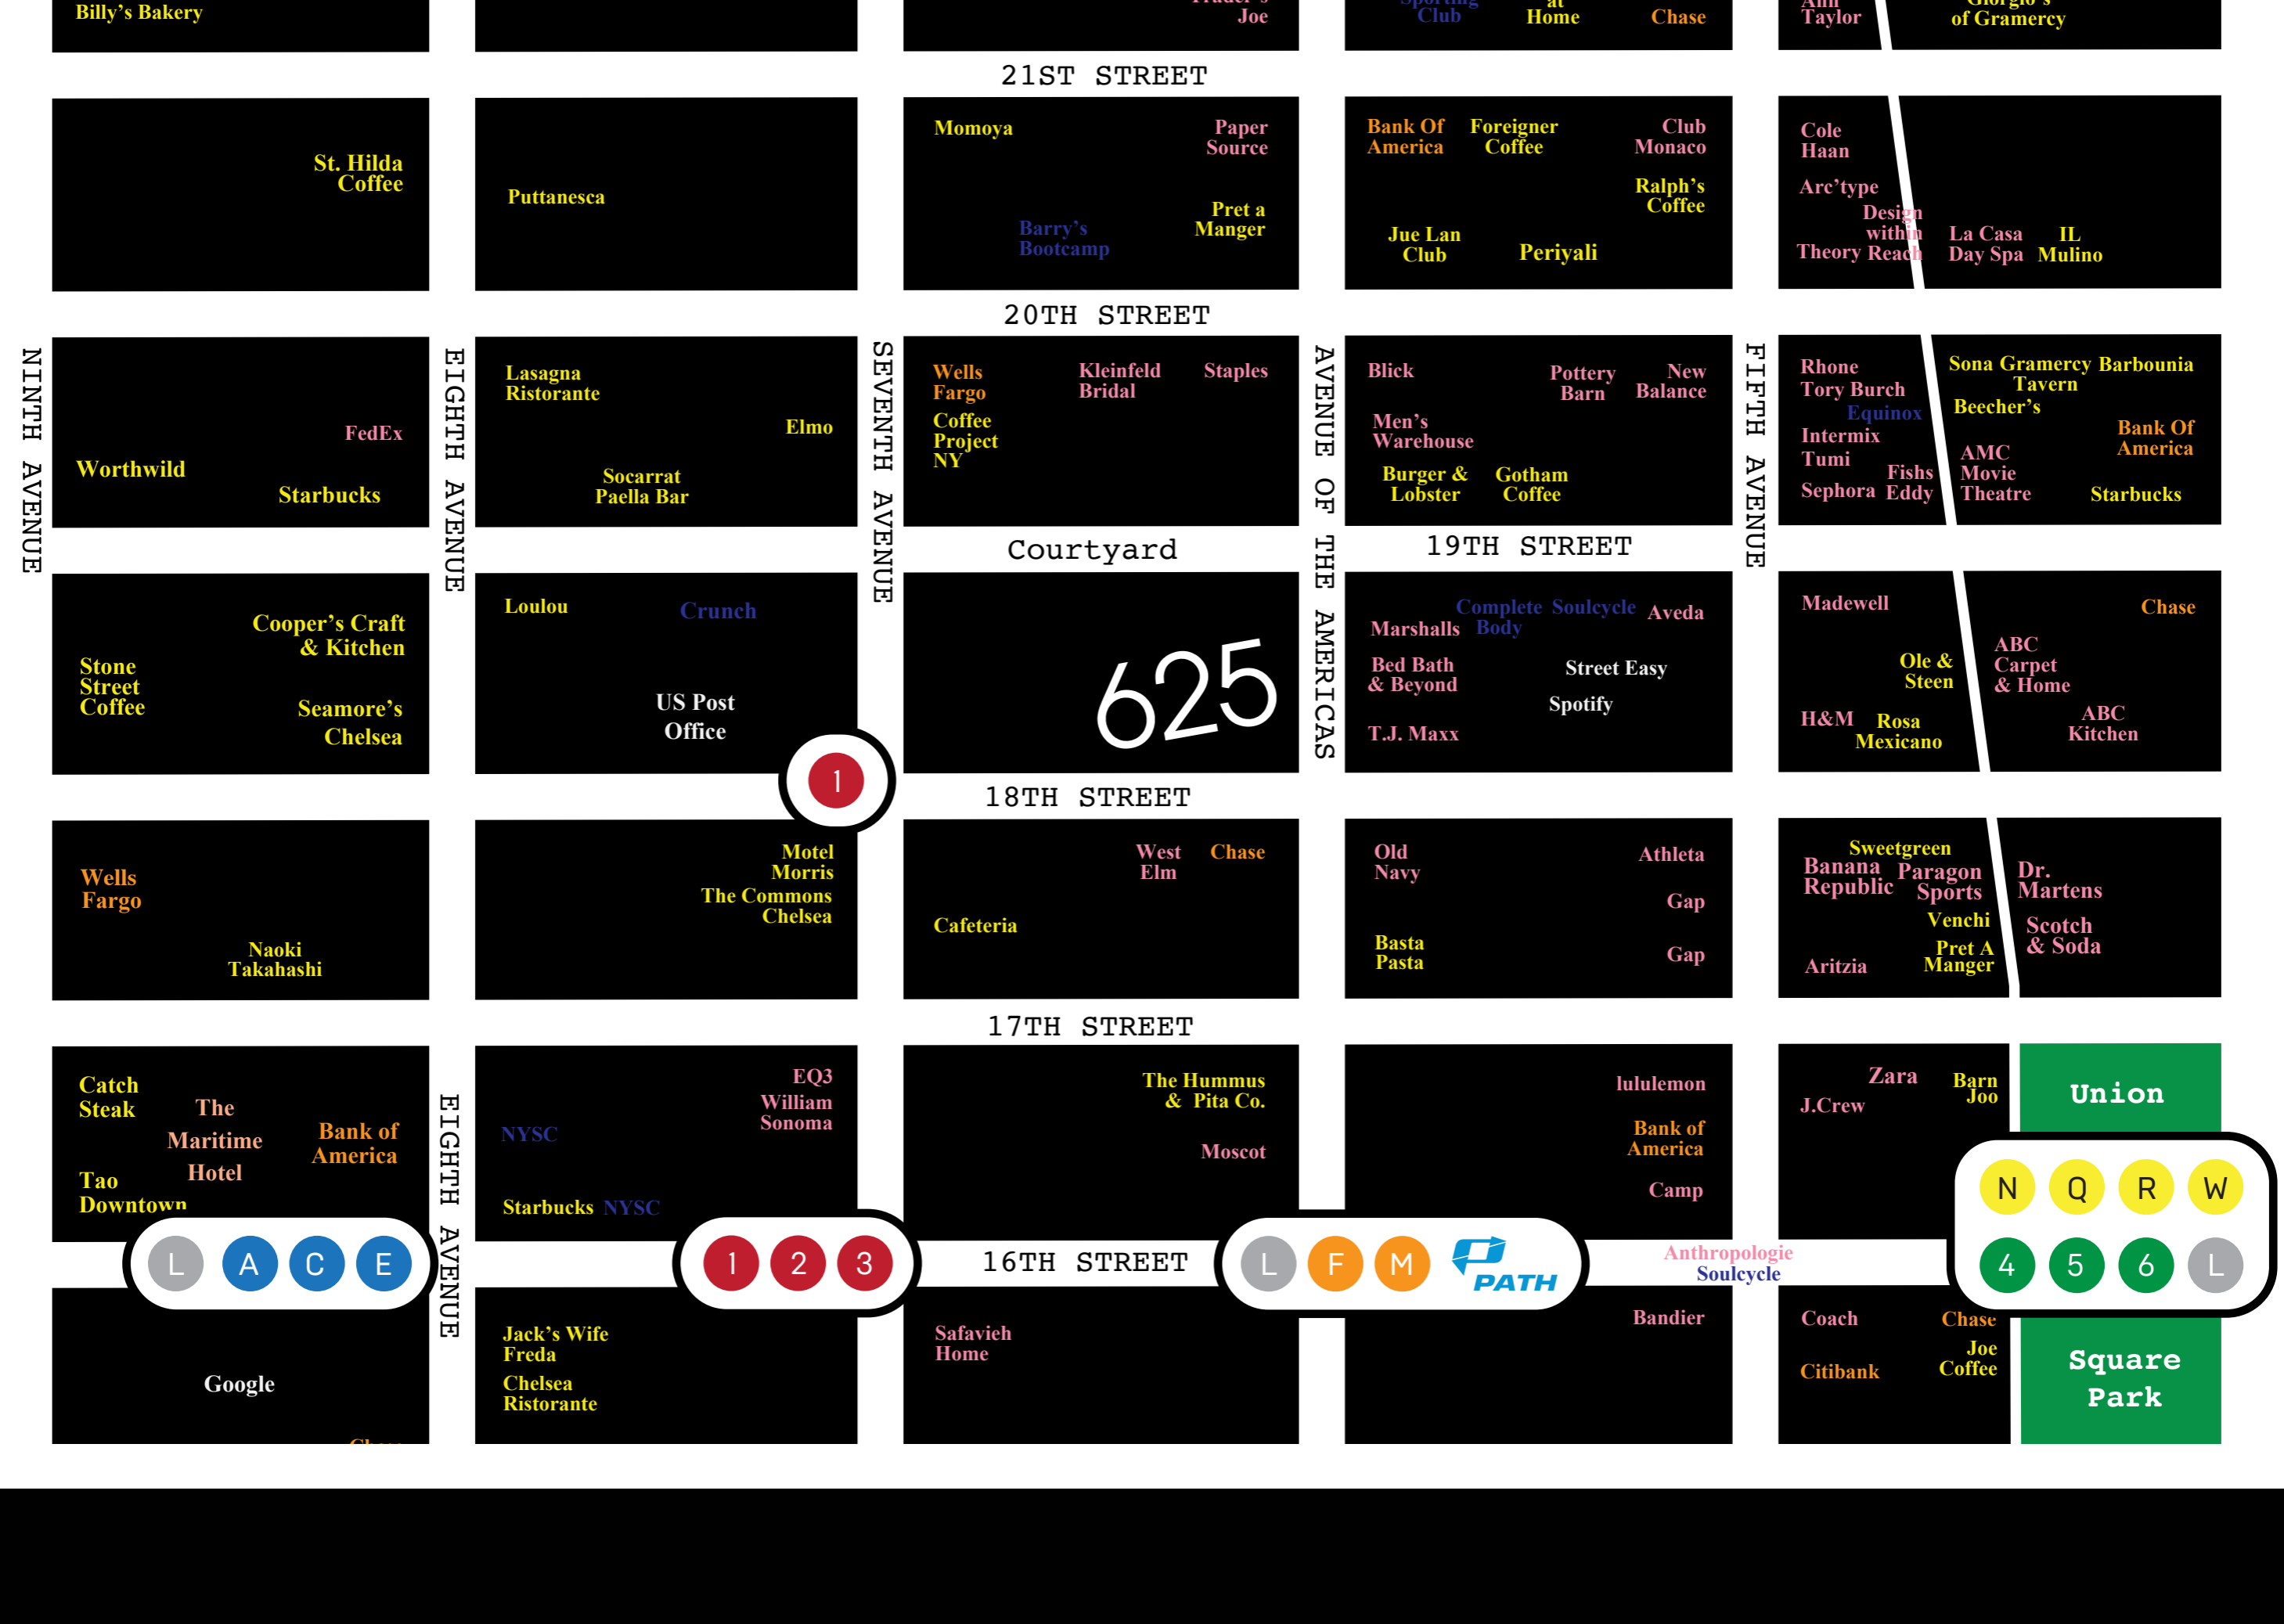 Billy's Bakery
Joe
Club
Home
at
Chase
Taylor
of Gramercy
21ST STREET
St. Hilda
Coffee
Puttanesca
Momoya
Paper
Source
Barry's
Bootcamp
Pret a
Manger
Bank Of
America
Foreigner
Coffee
Club
Monaco
Ralph's
Coffee
Jue Lan
Club
Periyali
Cole
Haan
Arc'type
Design
within
Reach
Theory
La Casa
Day Spa
IL
Mulino
20TH STREET
NINTH AVENUE
EIGHTH AVENUE
SEVENTH AVENUE
AVENUE OF THE AMERICAS
FIFTH AVENUE
FedEx
Worthwild
Starbucks
Lasagna
Ristorante
Elmo
Socarrat
Paella Bar
Wells
Fargo
Coffee
Project
NY
Kleinfeld
Bridal
Staples
Blick
Pottery
Barn
New
Balance
Men's
Warehouse
Burger &
Lobster
Gotham
Coffee
Rhone
Tory Burch
Equinox
Intermix
Tumi
Sephora
Fishs
Eddy
Sona Gramercy Barbounia
Tavern
Beecher's
Bank Of
America
AMC
Movie
Theatre
Starbucks
Courtyard
19TH STREET
Cooper's Craft
& Kitchen
Stone
Street
Coffee
Seamore's
Chelsea
Loulou
Crunch
US Post
Office
1
625
Complete
Body
Soulcycle
Aveda
Marshalls
Bed Bath
& Beyond
Street Easy
Spotify
T.J. Maxx
Madewell
Ole &
Steen
H&M
Rosa
Mexicano
Chase
ABC
Carpet
& Home
ABC
Kitchen
18TH STREET
Wells
Fargo
Naoki
Takahashi
Motel
Morris
The Commons
Chelsea
West
Elm
Chase
Cafeteria
Old
Navy
Athleta
Gap
Basta
Pasta
Gap
Sweetgreen
Banana
Republic
Paragon
Sports
Venchi
Pret A
Manger
Aritzia
Dr.
Martens
Scotch
& Soda
17TH STREET
Catch
Steak
The
Maritime
Hotel
Bank of
America
Tao
Downtown
EIGHTH AVENUE
EQ3
William
Sonoma
NYSC
Starbucks NYSC
The Hummus
& Pita Co.
Moscot
lululemon
Bank of
America
Camp
Zara
J.Crew
Barn
Joo
Union
L A C E
1 2 3
16TH STREET
L F M PATH
Anthropologie
Soulcycle
N Q R W
4 5 6 L
Google
Jack's Wife
Freda
Chelsea
Ristorante
Safavieh
Home
Bandier
Coach
Citibank
Chase
Joe
Coffee
Square
Park